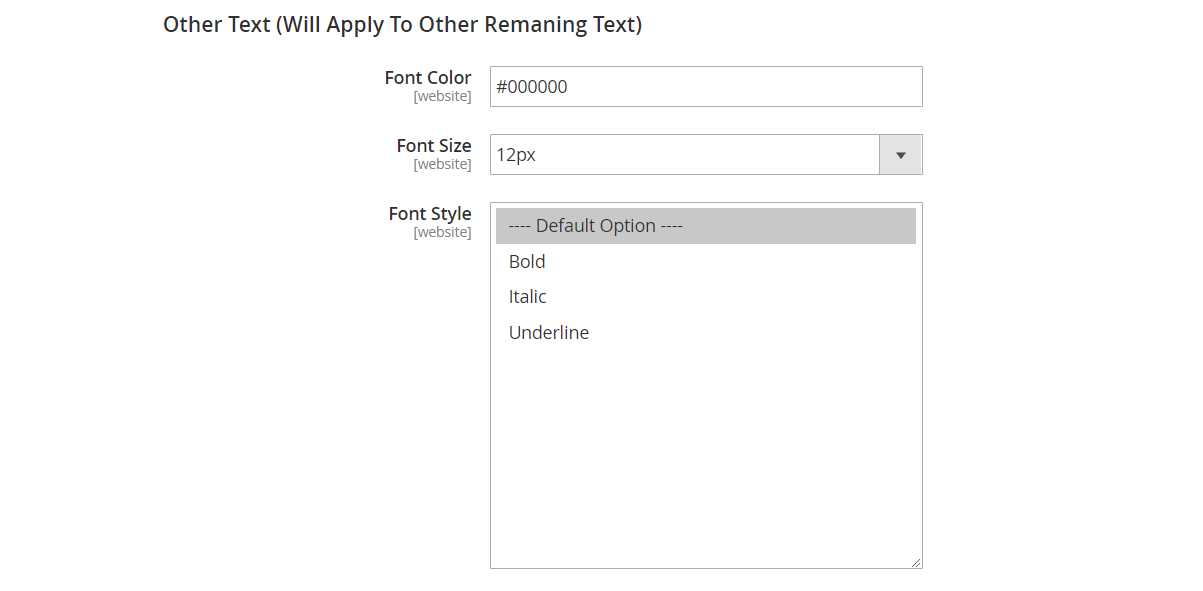 Other Text (Will Apply To Other Remaning Text)
Font Color
[website]
#000000
Font Size
[website]
12px
Font Style
[website]
---- Default Option ----
Bold
Italic
Underline